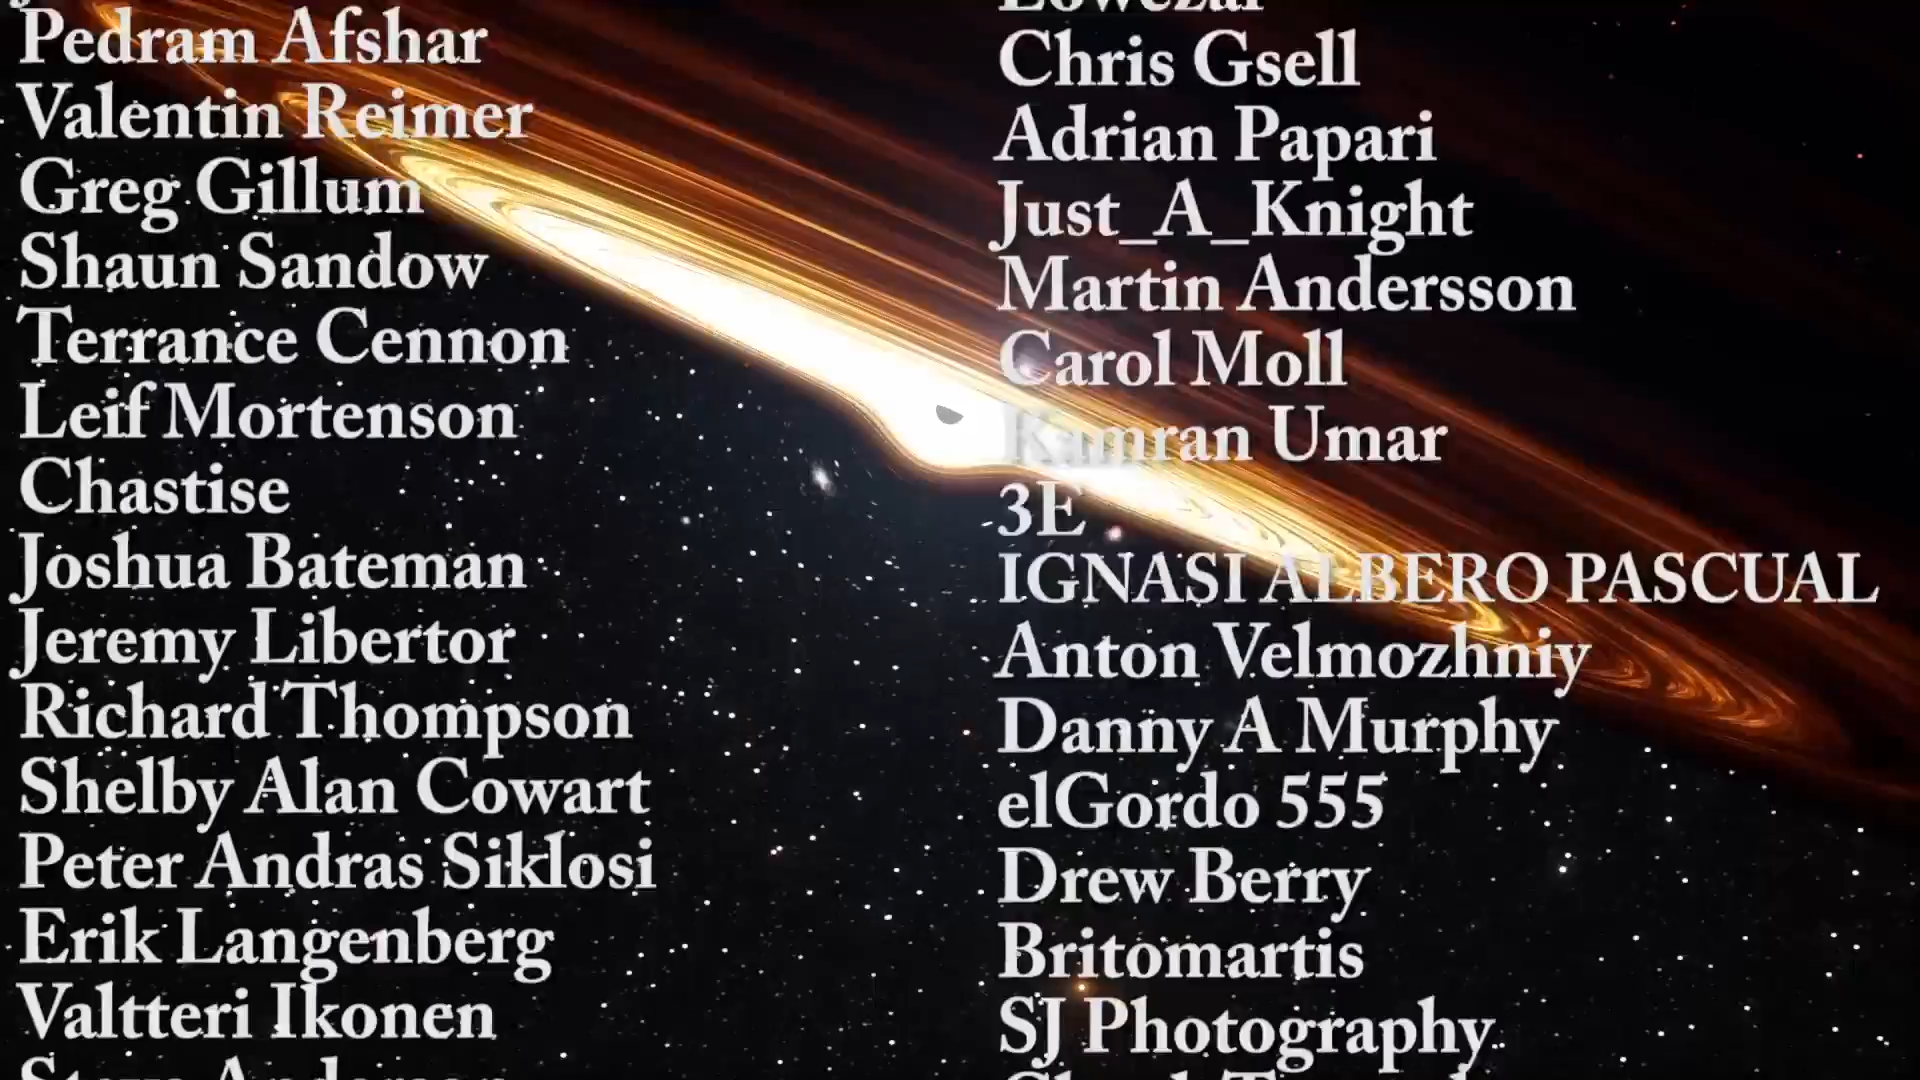 Pedram Afshar
Valentin Reimer
Greg Gillum
Shaun Sandow
Terrance Cennon
Leif Mortenson
Chastise
Joshua Bateman
Jeremy Libertor
Richard Thompson
Shelby Alan Cowart
Peter Andras Siklosi
Erik Langenberg
Valtteri Ikonen
Chris Gsell
Adrian Papari
Just_A_Knight
Martin Andersson
Carol Moll
Kamran Umar
3E
IGNASI ALBERO PASCUAL
Anton Velmozhniy
Danny A Murphy
elGordo 555
Drew Berry
Britomartis
SJ Photography